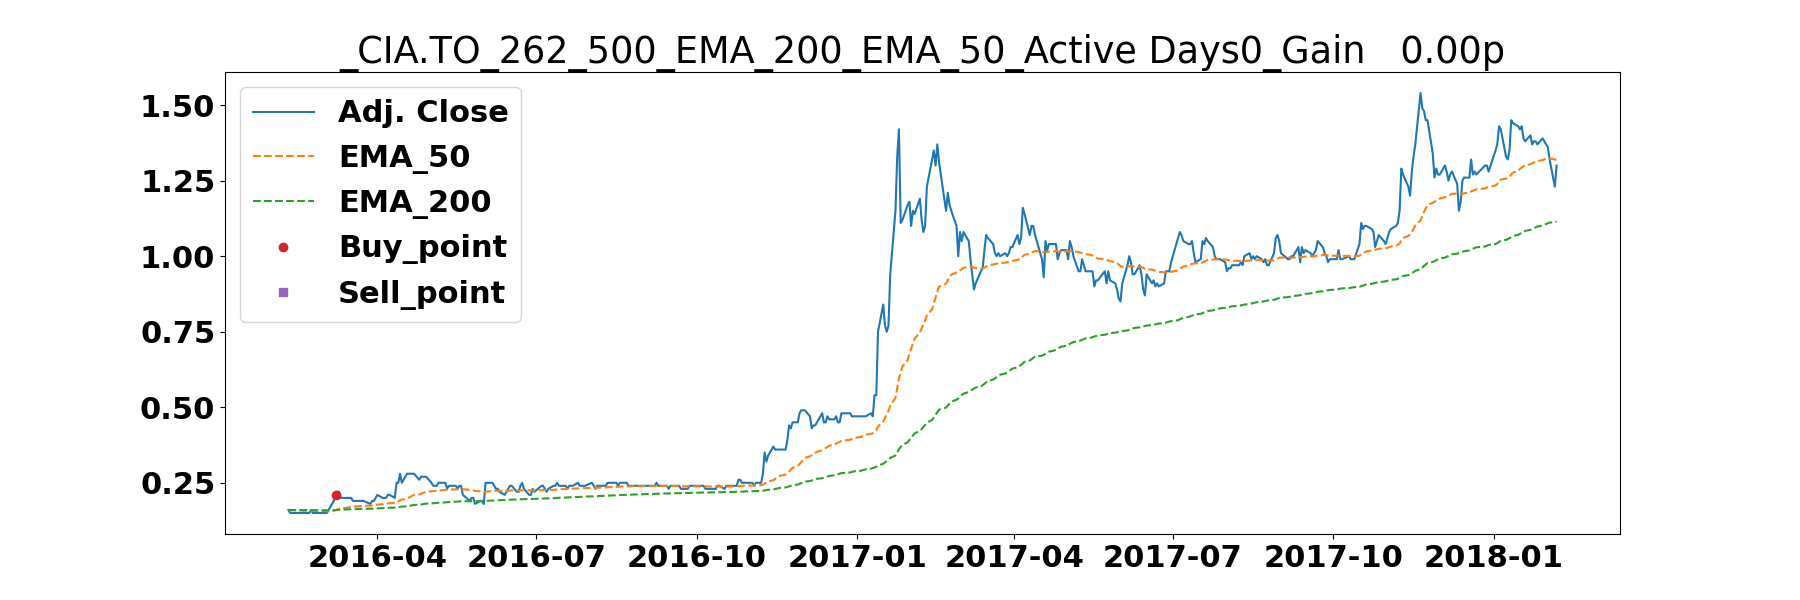 _CIA.TO_262_500_EMA_200_EMA_50_Active Days0_Gain   0.00p
1.50
1.25
1.00
0.75
0.50
0.25
Adj. Close
EMA_50
EMA_200
Buy_point
Sell_point
2016-04 2016-07 2016-10 2017-01 2017-04 2017-07 2017-10 2018-01